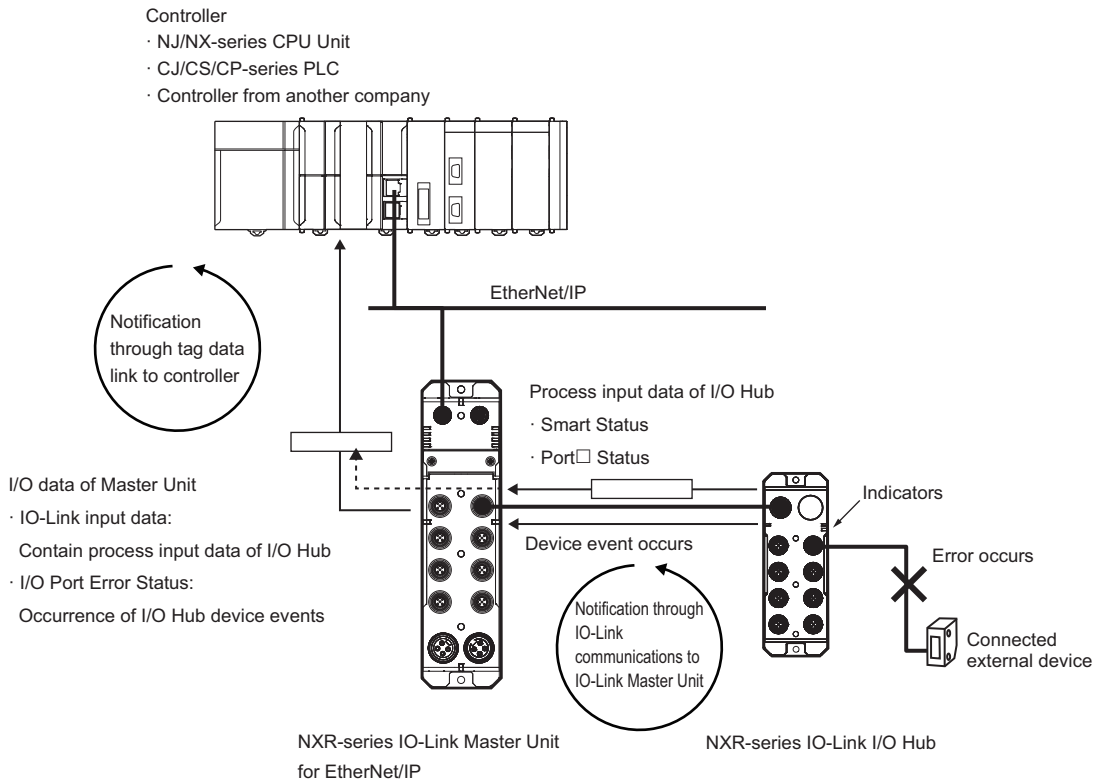 Controller
· NJ/NX-series CPU Unit
· CJ/CS/CP-series PLC
· Controller from another company
EtherNet/IP
Notification
through tag data
link to controller
Process input data of I/O Hub
· Smart Status
· Port□ Status
I/O data of Master Unit
· IO-Link input data:
Contain process input data of I/O Hub
· I/O Port Error Status:
Occurrence of I/O Hub device events
Indicators
Device event occurs
Error occurs
Notification through
IO-Link
communications to
IO-Link Master Unit
Connected
external device
NXR-series IO-Link Master Unit
for EtherNet/IP
NXR-series IO-Link I/O Hub